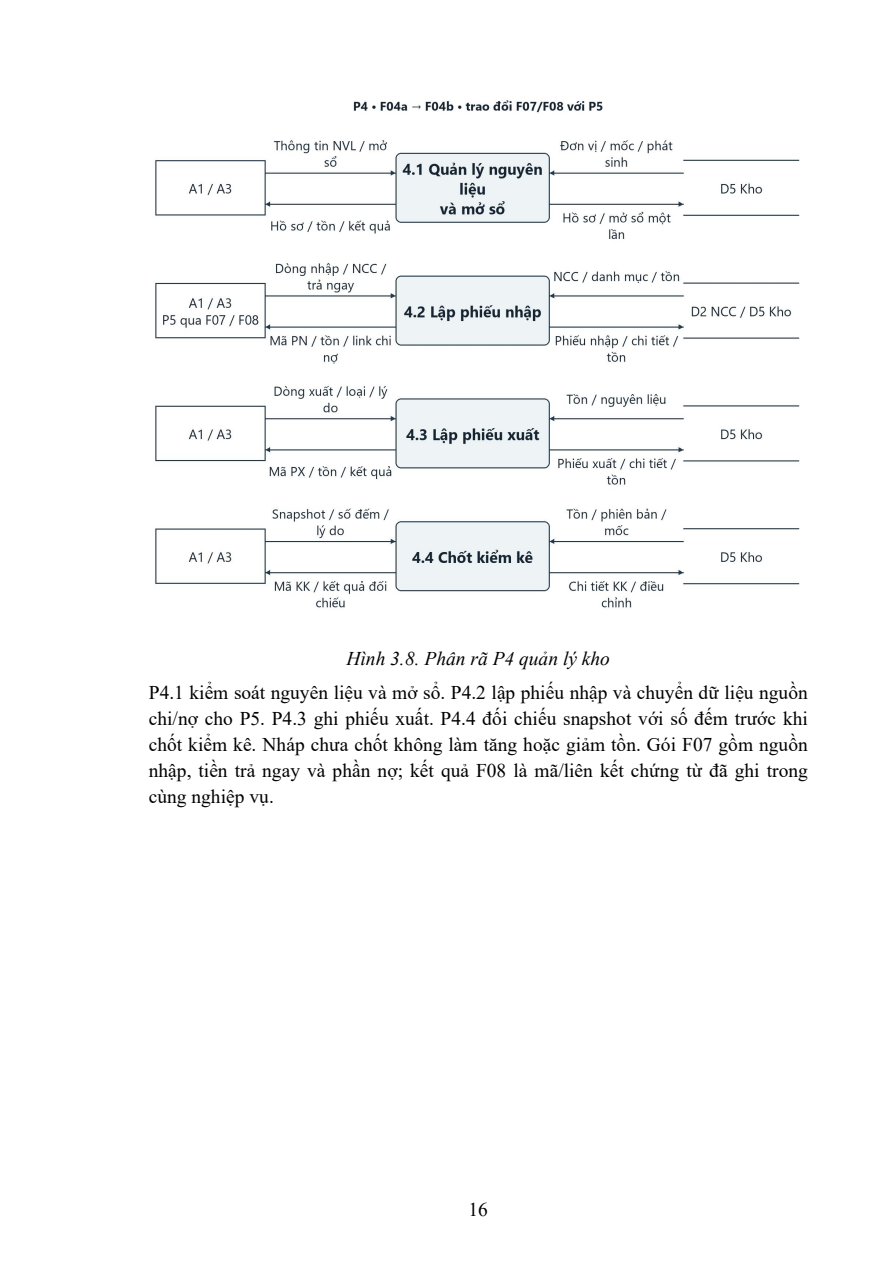 P4 • F04a → F04b • trao đổi F07/F08 với P5
Thông tin NVL / mở
sổ
Đơn vị / mốc / phát
sinh
A1 / A3
4.1 Quản lý nguyên
liệu
và mở sổ
D5 Kho
Hồ sơ / tồn / kết quả
Hồ sơ / mở sổ một
lần
Dòng nhập / NCC /
trả ngay
NCC / danh mục / tồn
A1 / A3
P5 qua F07 / F08
4.2 Lập phiếu nhập
D2 NCC / D5 Kho
Mã PN / tồn / link chi
nợ
Phiếu nhập / chi tiết /
tồn
Dòng xuất / loại / lý
do
Tồn / nguyên liệu
A1 / A3
4.3 Lập phiếu xuất
D5 Kho
Mã PX / tồn / kết quả
Phiếu xuất / chi tiết /
tồn
Snapshot / số đếm /
lý do
Tồn / phiên bản /
mốc
A1 / A3
4.4 Chốt kiểm kê
D5 Kho
Mã KK / kết quả đối
chiếu
Chi tiết KK / điều
chỉnh
Hình 3.8. Phân rã P4 quản lý kho
P4.1 kiểm soát nguyên liệu và mở sổ. P4.2 lập phiếu nhập và chuyển dữ liệu nguồn
chi/nợ cho P5. P4.3 ghi phiếu xuất. P4.4 đối chiếu snapshot với số đếm trước khi
chốt kiểm kê. Nháp chưa chốt không làm tăng hoặc giảm tồn. Gói F07 gồm nguồn
nhập, tiền trả ngay và phần nợ; kết quả F08 là mã/liên kết chứng từ đã ghi trong
cùng nghiệp vụ.
16